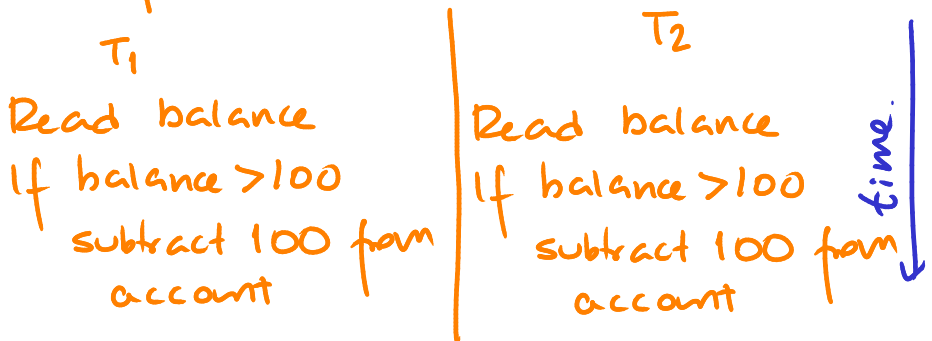 T1
Read balance
If balance >100
subtract 100 from
account
T2
Read balance
If balance >100
subtract 100 from
account
time.